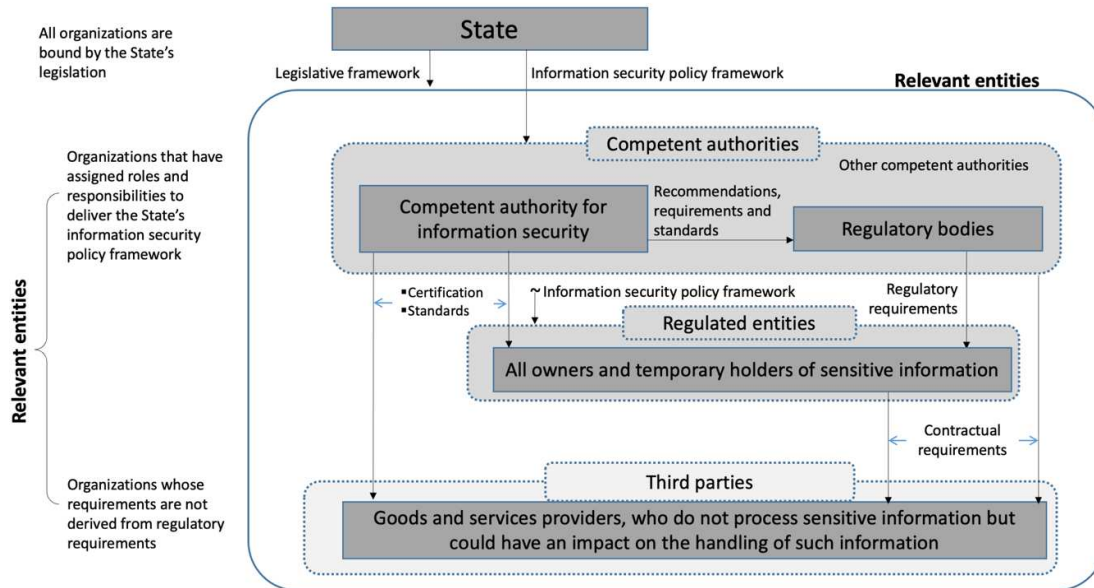 State
All organizations are
bound by the State's
legislation
Legislative framework
Information security policy framework
Relevant entities
Competent authorities
Other competent authorities
Organizations that have
assigned roles and
responsibilities to
deliver the State's
information security
policy framework
Competent authority for
information security
Recommendations,
requirements and
standards
Regulatory bodies
▪Certification
▪Standards
~ Information security policy framework
Regulatory
requirements
Regulated entities
All owners and temporary holders of sensitive information
Relevant entities
Contractual
requirements
Third parties
Organizations whose
requirements are not
derived from regulatory
requirements
Goods and services providers, who do not process sensitive information but
could have an impact on the handling of such information